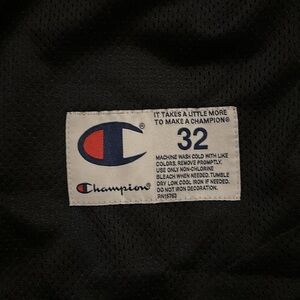 IT TAKES A LITTLE MORE
TO MAKE A CHAMPION®
32
MACHINE WASH COLD WITH LIKE
COLORS. REMOVE PROMPTLY.
USE ONLY NON-CHLORINE
BLEACH WHEN NEEDED. TUMBLE
DRY LOW. COOL IRON IF NEEDED.
DO NOT IRON DECORATION.
RN15763
Champion